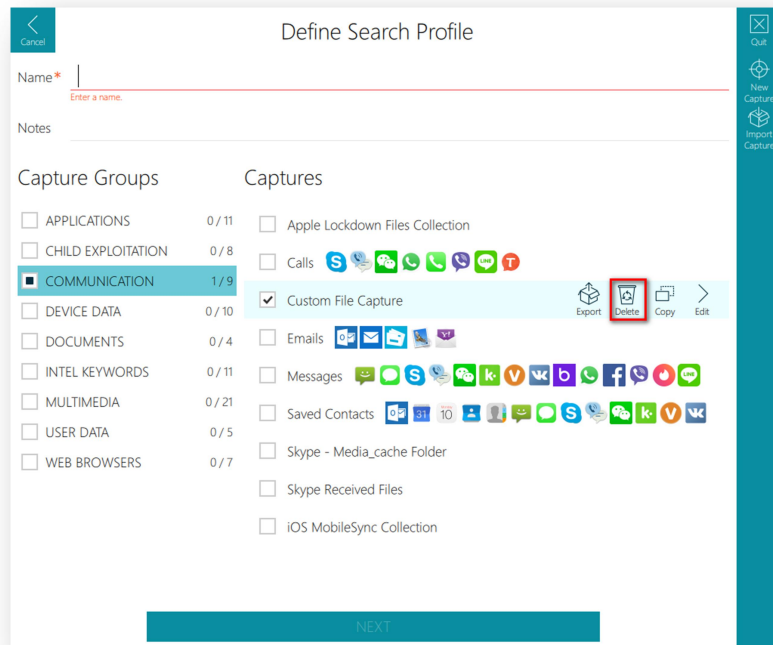 Cancel
Define Search Profile
Quit
Name*
Enter a name.
New
Capture
Notes
Import
Capture
Capture Groups
Captures
APPLICATIONS 0 / 11
CHILD EXPLOITATION 0 / 8
COMMUNICATION 1 / 9
DEVICE DATA 0 / 10
DOCUMENTS 0 / 4
INTEL KEYWORDS 0 / 11
MULTIMEDIA 0 / 21
USER DATA 0 / 5
WEB BROWSERS 0 / 7
Apple Lockdown Files Collection
Calls
Custom File Capture
Export Delete Copy Edit
Emails
Messages
Saved Contacts 31 10
Skype - Media_cache Folder
Skype Received Files
iOS MobileSync Collection
NEXT